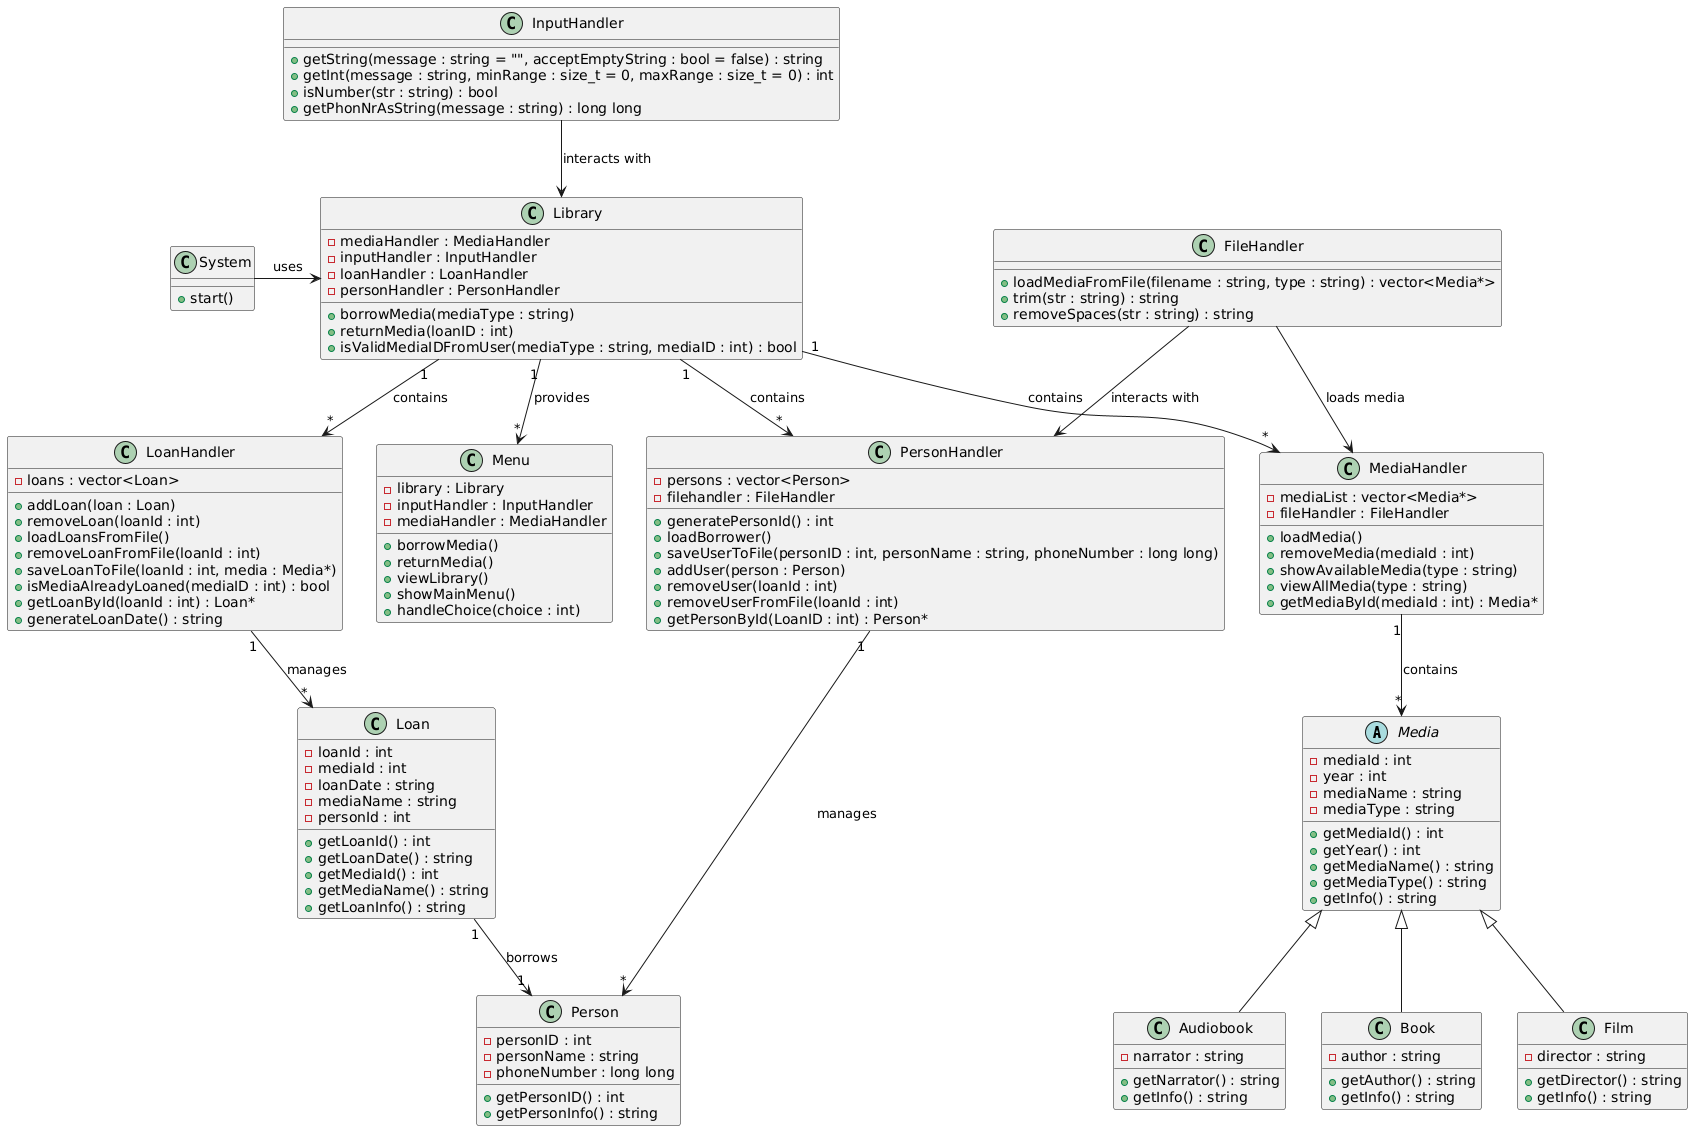 C InputHandler
getString(message : string = "", acceptEmptyString : bool = false) : string
getInt(message : string, minRange : size_t = 0, maxRange : size_t = 0) : int
isNumber(str : string) : bool
getPhonNrAsString(message : string) : long long
interacts with
C System
start()
uses
C Library
mediaHandler : MediaHandler
inputHandler : InputHandler
loanHandler : LoanHandler
personHandler : PersonHandler
borrowMedia(mediaType : string)
returnMedia(loanID : int)
isValidMediaIDFromUser(mediaType : string, mediaID : int) : bool
C FileHandler
loadMediaFromFile(filename : string, type : string) : vector<Media*>
trim(str : string) : string
removeSpaces(str : string) : string
1
contains
*
1
provides
*
1
contains
*
1
contains
*
interacts with
loads media
C LoanHandler
loans : vector<Loan>
addLoan(loan : Loan)
removeLoan(loanId : int)
loadLoansFromFile()
removeLoanFromFile(loanId : int)
saveLoanToFile(loanId : int, media : Media*)
isMediaAlreadyLoaned(mediaID : int) : bool
getLoanById(loanId : int) : Loan*
generateLoanDate() : string
C Menu
library : Library
inputHandler : InputHandler
mediaHandler : MediaHandler
borrowMedia()
returnMedia()
viewLibrary()
showMainMenu()
handleChoice(choice : int)
C PersonHandler
persons : vector<Person>
filehandler : FileHandler
generatePersonId() : int
loadBorrower()
saveUserToFile(personID : int, personName : string, phoneNumber : long long)
addUser(person : Person)
removeUser(loanId : int)
removeUserFromFile(loanId : int)
getPersonById(LoanID : int) : Person*
C MediaHandler
mediaList : vector<Media*>
fileHandler : FileHandler
loadMedia()
removeMedia(mediaId : int)
showAvailableMedia(type : string)
viewAllMedia(type : string)
getMediaById(mediaId : int) : Media*
1
manages
*
1
manages
*
1
contains
*
C Loan
loanId : int
mediaId : int
loanDate : string
mediaName : string
personId : int
getLoanId() : int
getLoanDate() : string
getMediaId() : int
getMediaName() : string
getLoanInfo() : string
A Media
mediaId : int
year : int
mediaName : string
mediaType : string
getMediaId() : int
getYear() : int
getMediaName() : string
getMediaType() : string
getInfo() : string
1
borrows
1
C Person
personID : int
personName : string
phoneNumber : long long
getPersonID() : int
getPersonInfo() : string
C Audiobook
narrator : string
getNarrator() : string
getInfo() : string
C Book
author : string
getAuthor() : string
getInfo() : string
C Film
director : string
getDirector() : string
getInfo() : string